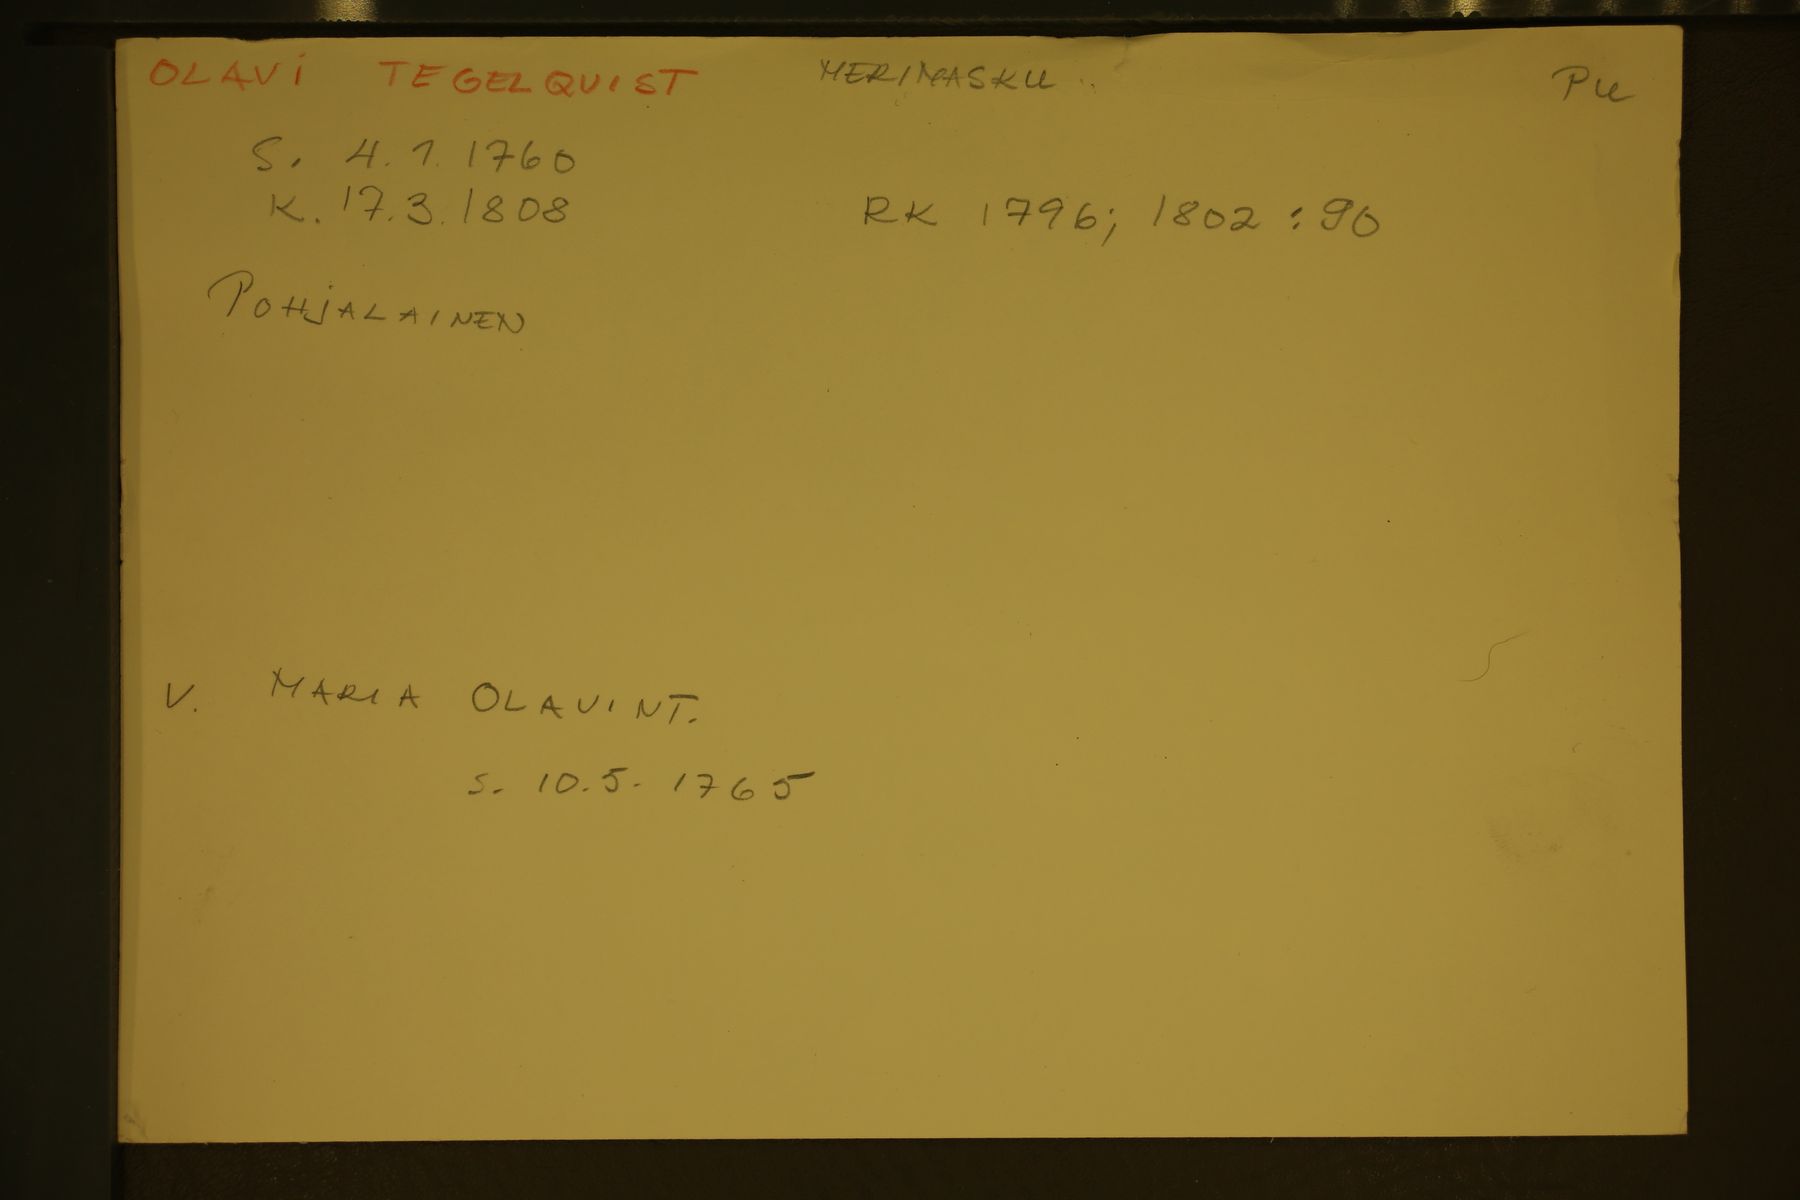 OLAVI TEGELQUIST MERIMASKU Pu
S. 4.1.1760
K. 17.3.1808 RK 1796; 1802:90
POHJALAINEN
V. MARIA OLAVINT.
S. 10.5.1765